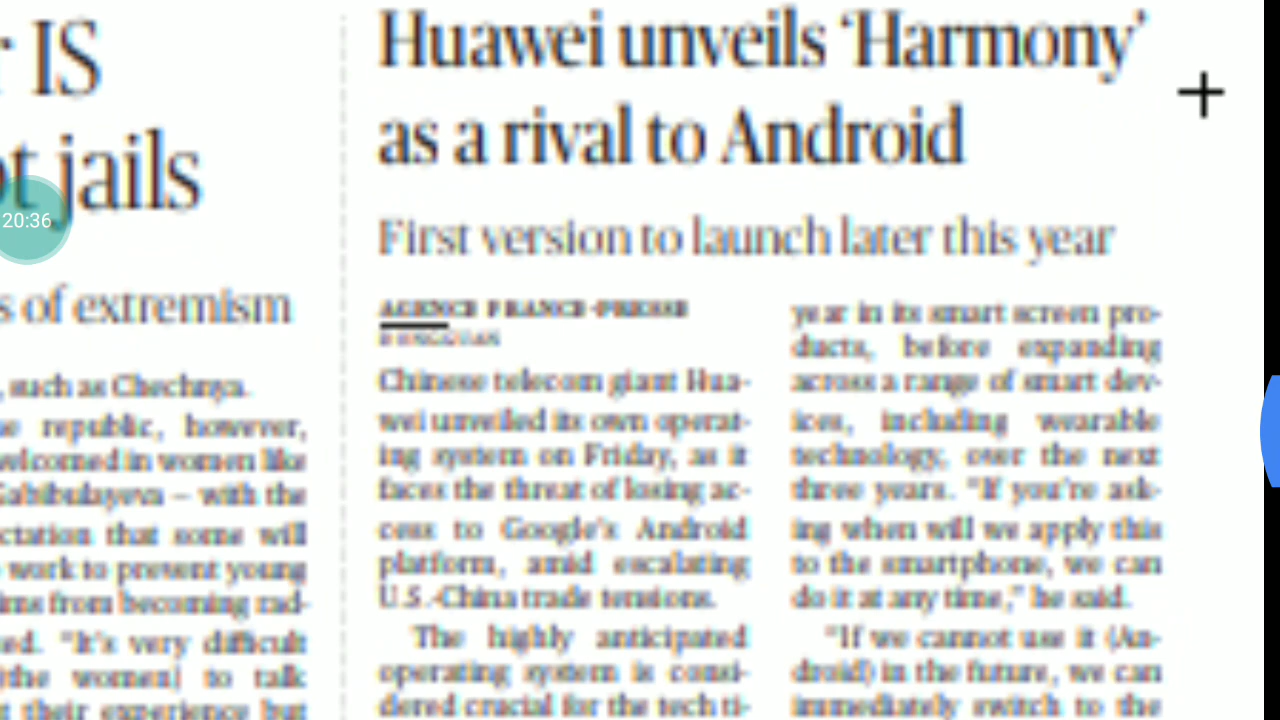 r IS
ot jails
20:36
s of extremism
, such as Chechnya.
republic, however,
welcomed in women like
Gabibulayeva – with the
ctation that some will
work to prevent young
from becoming rad-
ed. “It's very difficult
the women] to talk
their experience but
Huawei unveils ‘Harmony’
as a rival to Android
First version to launch later this year
AGENCE FRANCE-PRESSE
DONGGUAN
Chinese telecom giant Hua-
wei unveiled its own operat-
ing system on Friday, as it
faces the threat of losing ac-
cess to Google's Android
platform, amid escalating
U.S.-China trade tensions.
The highly anticipated
operating system is consi-
dered crucial for the tech ti-
year in its smart screen pro-
ducts, before expanding
across a range of smart dev-
ices, including wearable
technology, over the next
three years. “If you're ask-
ing when will we apply this
to the smartphone, we can
do it at any time,” he said.
“If we cannot use it (An-
droid) in the future, we can
immediately switch to the